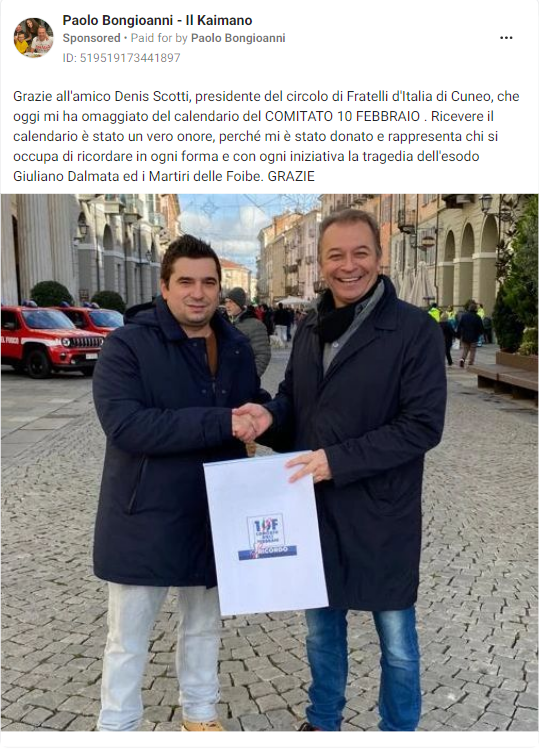 Paolo Bongioanni - Il Kaimano
Sponsored • Paid for by Paolo Bongioanni
ID: 519519173441897
Grazie all'amico Denis Scotti, presidente del circolo di Fratelli d'Italia di Cuneo, che
oggi mi ha omaggiato del calendario del COMITATO 10 FEBBRAIO . Ricevere il
calendario è stato un vero onore, perché mi è stato donato e rappresenta chi si
occupa di ricordare in ogni forma e con ogni iniziativa la tragedia dell'esodo
Giuliano Dalmata ed i Martiri delle Foibe. GRAZIE
10F
RICORDO